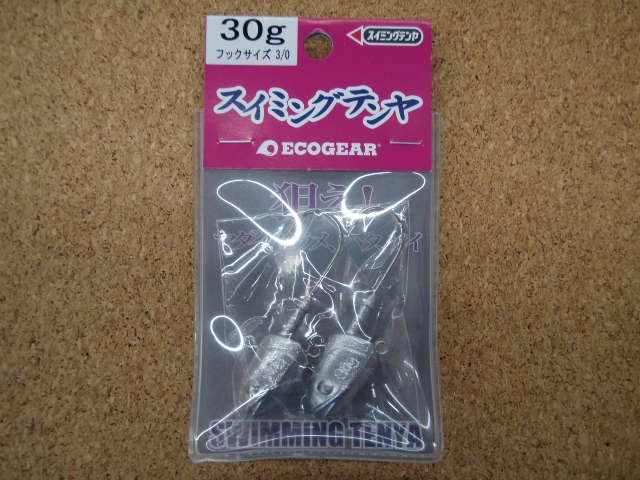 30g
フックサイズ 3/0
スイミングテンヤ
スイミングテンヤ
ECOGEAR
狙え!
SWIMMING TENYA